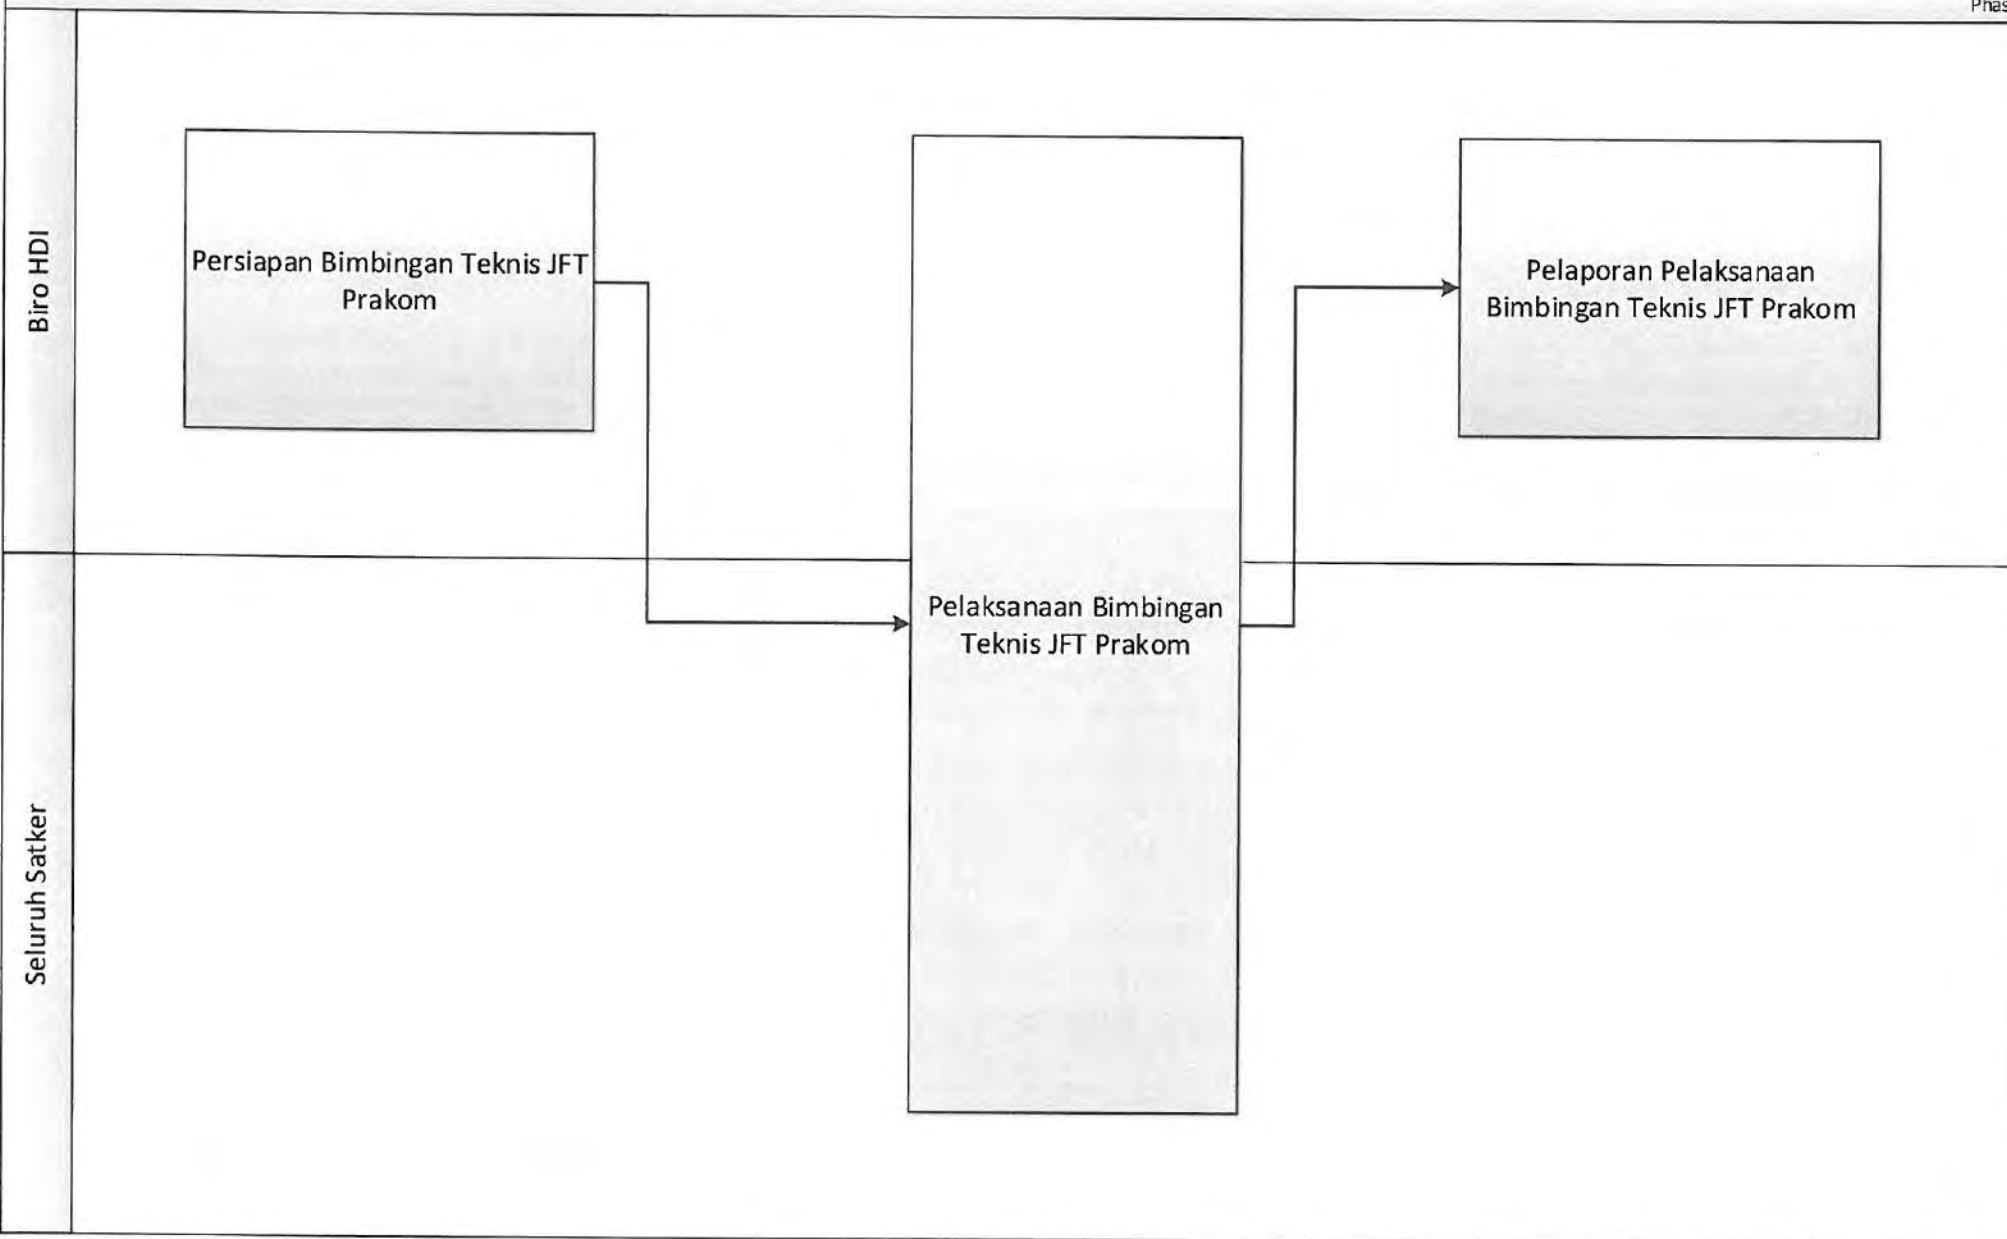 Phas
Biro HDI
Persiapan Bimbingan Teknis JFT
Prakom
Pelaporan Pelaksanaan
Bimbingan Teknis JFT Prakom
Pelaksanaan Bimbingan
Teknis JFT Prakom
Seluruh Satker